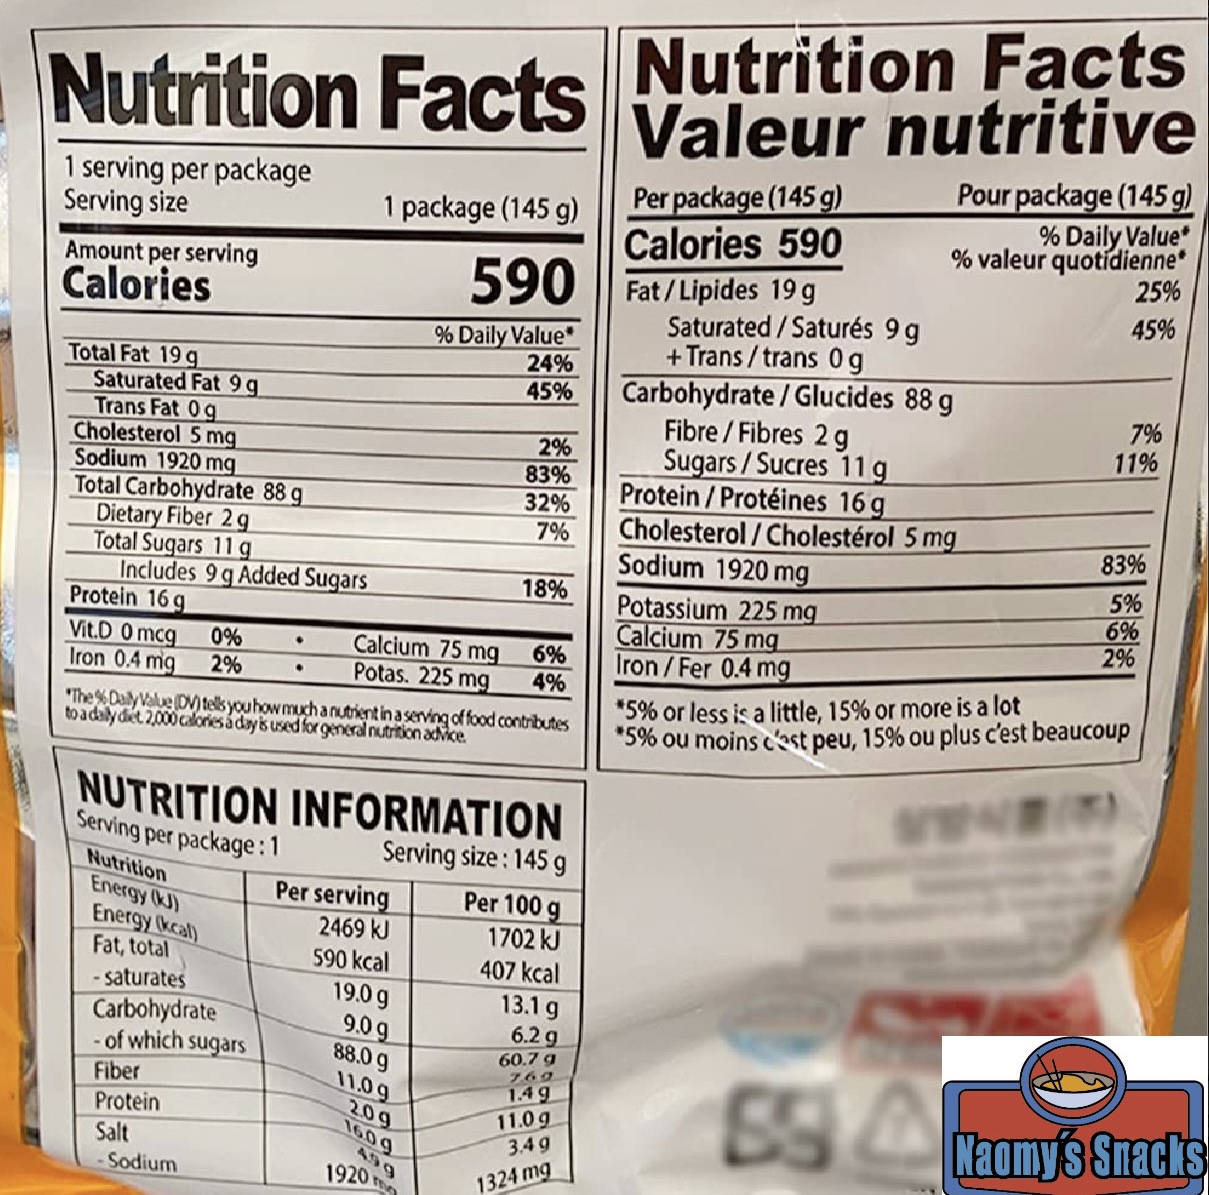 Nutrition Facts
1 serving per package
Serving size 1 package (145 g)
Amount per serving
Calories 590
% Daily Value*
Total Fat 19 g 24%
Saturated Fat 9 g 45%
Trans Fat 0 g
Cholesterol 5 mg 2%
Sodium 1920 mg 83%
Total Carbohydrate 88 g 32%
Dietary Fiber 2 g 7%
Total Sugars 11 g
Includes 9 g Added Sugars 18%
Protein 16 g
Vit.D 0 mcg 0% • Calcium 75 mg 6%
Iron 0.4 mg 2% • Potas. 225 mg 4%
*The % Daily Value (DV) tells you how much a nutrient in a serving of food contributes
to a daily diet. 2,000 calories a day is used for general nutrition advice.
Nutrition Facts
Valeur nutritive
Per package (145 g) Pour package (145 g)
Calories 590
% Daily Value*
% valeur quotidienne*
Fat / Lipides 19 g 25%
Saturated / Saturés 9 g 45%
+ Trans / trans 0 g
Carbohydrate / Glucides 88 g
Fibre / Fibres 2 g 7%
Sugars / Sucres 11 g 11%
Protein / Protéines 16 g
Cholesterol / Cholestérol 5 mg
Sodium 1920 mg 83%
Potassium 225 mg 5%
Calcium 75 mg 6%
Iron / Fer 0.4 mg 2%
*5% or less is a little, 15% or more is a lot
*5% ou moins c'est peu, 15% ou plus c'est beaucoup
NUTRITION INFORMATION
Serving per package : 1 Serving size : 145 g
Nutrition Per serving Per 100 g
Energy (kJ) 2469 kJ 1702 kJ
Energy (kcal) 590 kcal 407 kcal
Fat, total 19.0 g 13.1 g
- saturates 9.0 g 6.2 g
Carbohydrate 88.0 g 60.7 g
- of which sugars 11.0 g 7.6 g
Fiber 2.0 g 1.4 g
Protein 16.0 g 11.0 g
Salt 4.9 g 3.4 g
- Sodium 1920 mg 1324 mg
Naomy's Snacks